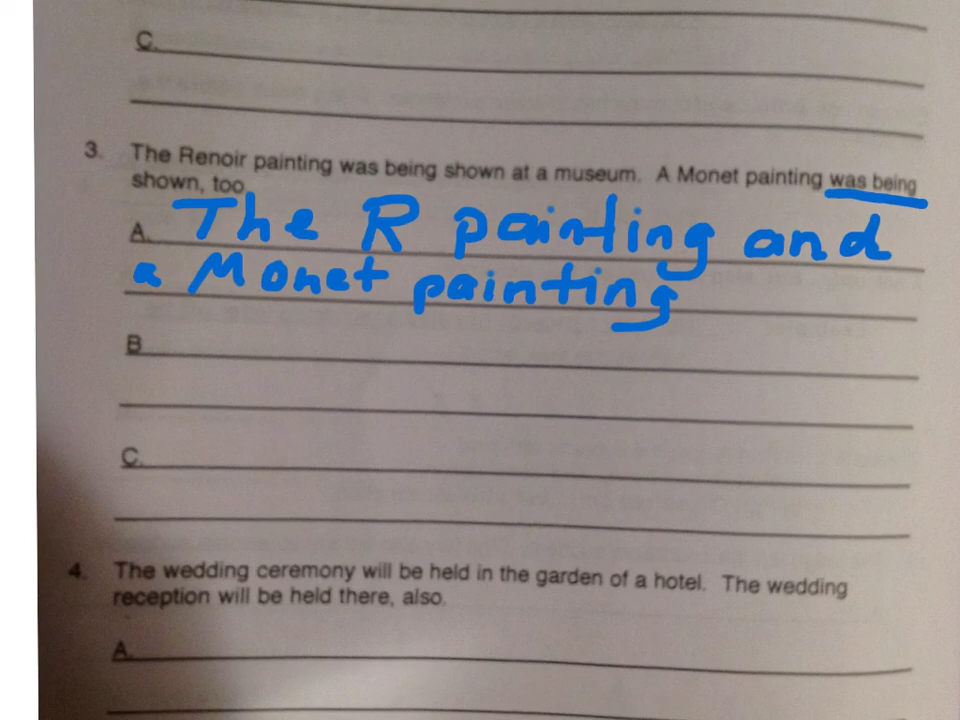 C.
3. The Renoir painting was being shown at a museum. A Monet painting was being
shown, too
A. The R painting and
a Monet painting
B
C.
4. The wedding ceremony will be held in the garden of a hotel. The wedding
reception will be held there, also.
A.